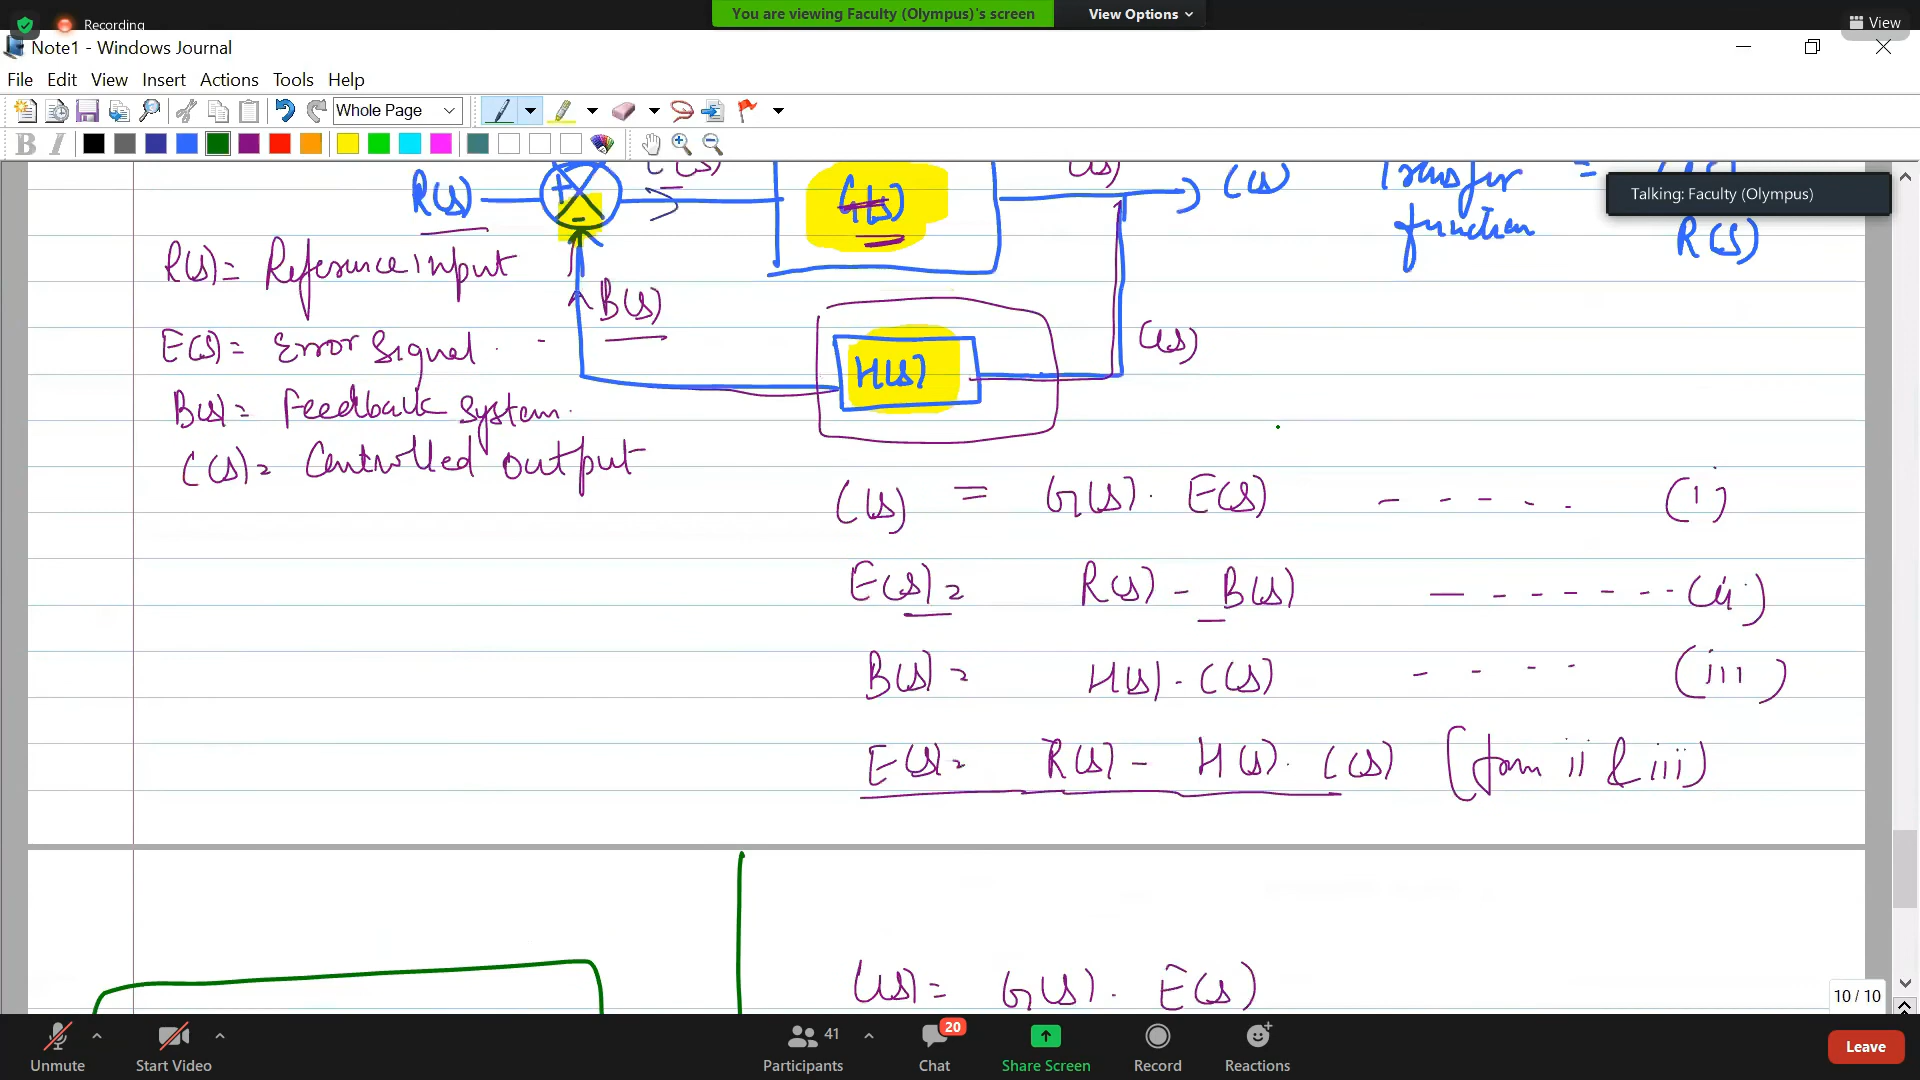 Recording
You are viewing Faculty (Olympus)'s screen
View Options
View
Note1 - Windows Journal
File Edit View Insert Actions Tools Help
Whole Page
B I
Talking: Faculty (Olympus)
R(s)
+
-
E(s)
G(s)
C(s)
C(s)
Transfer function =
R(s)
R(s) = Reference input
B(s)
E(s) = Error Signal
H(s)
C(s)
B(s) = Feedback System.
C(s) = Controlled output
C(s) = G(s). E(s) - - - - - (i)
E(s) = R(s) - B(s) - - - - - - - (ii)
B(s) = H(s). C(s) - - - - (iii)
E(s) = R(s) - H(s). C(s) [from ii & iii)
C(s) = G(s). E(s)
10 / 10
Unmute
Start Video
41
Participants
20
Chat
Share Screen
Record
Reactions
Leave